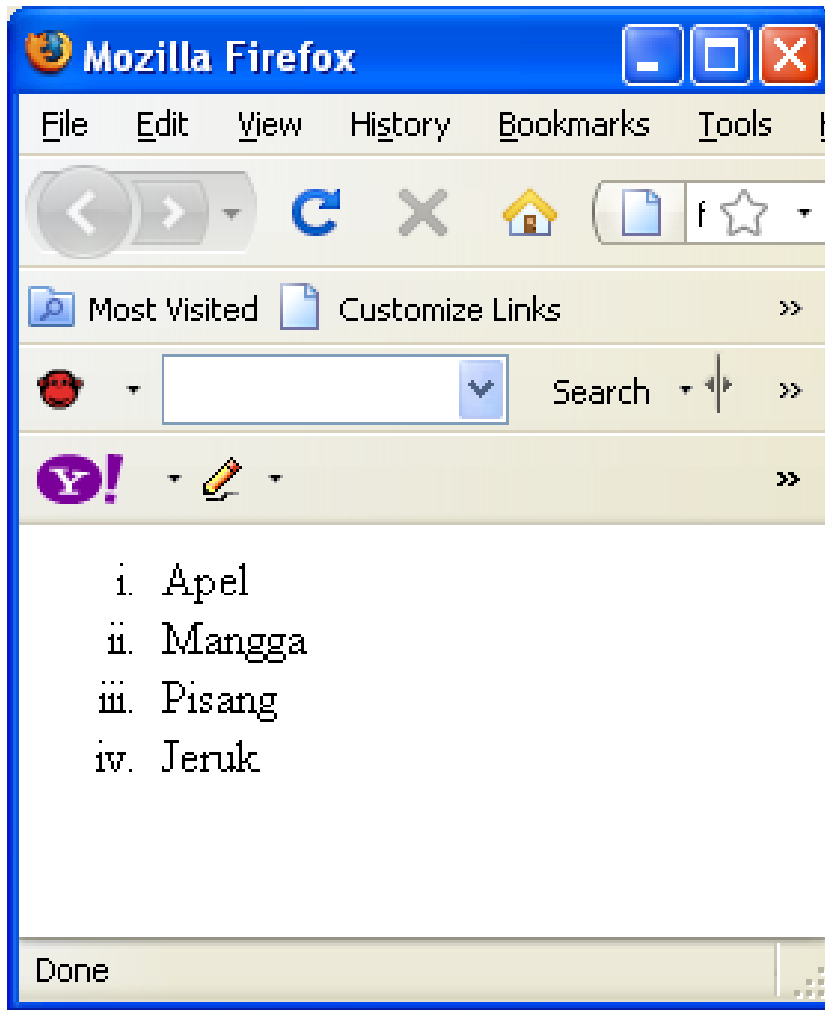 Mozilla Firefox
File Edit View History Bookmarks Tools
f
Most Visited Customize Links »
Search »
Y! »
i. Apel
ii. Mangga
iii. Pisang
iv. Jeruk
Done